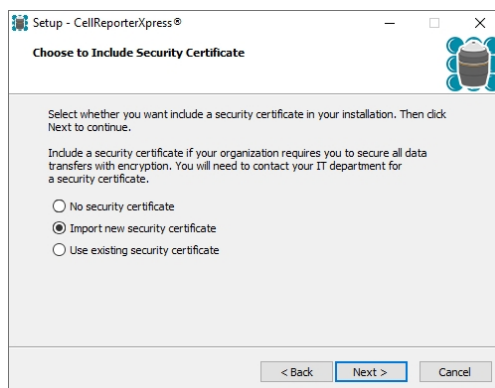 Setup - CellReporterXpress®
Choose to Include Security Certificate
Select whether you want include a security certificate in your installation. Then click
Next to continue.
Include a security certificate if your organization requires you to secure all data
transfers with encryption. You will need to contact your IT department for
a security certificate.
No security certificate
Import new security certificate
Use existing security certificate
< Back
Next >
Cancel